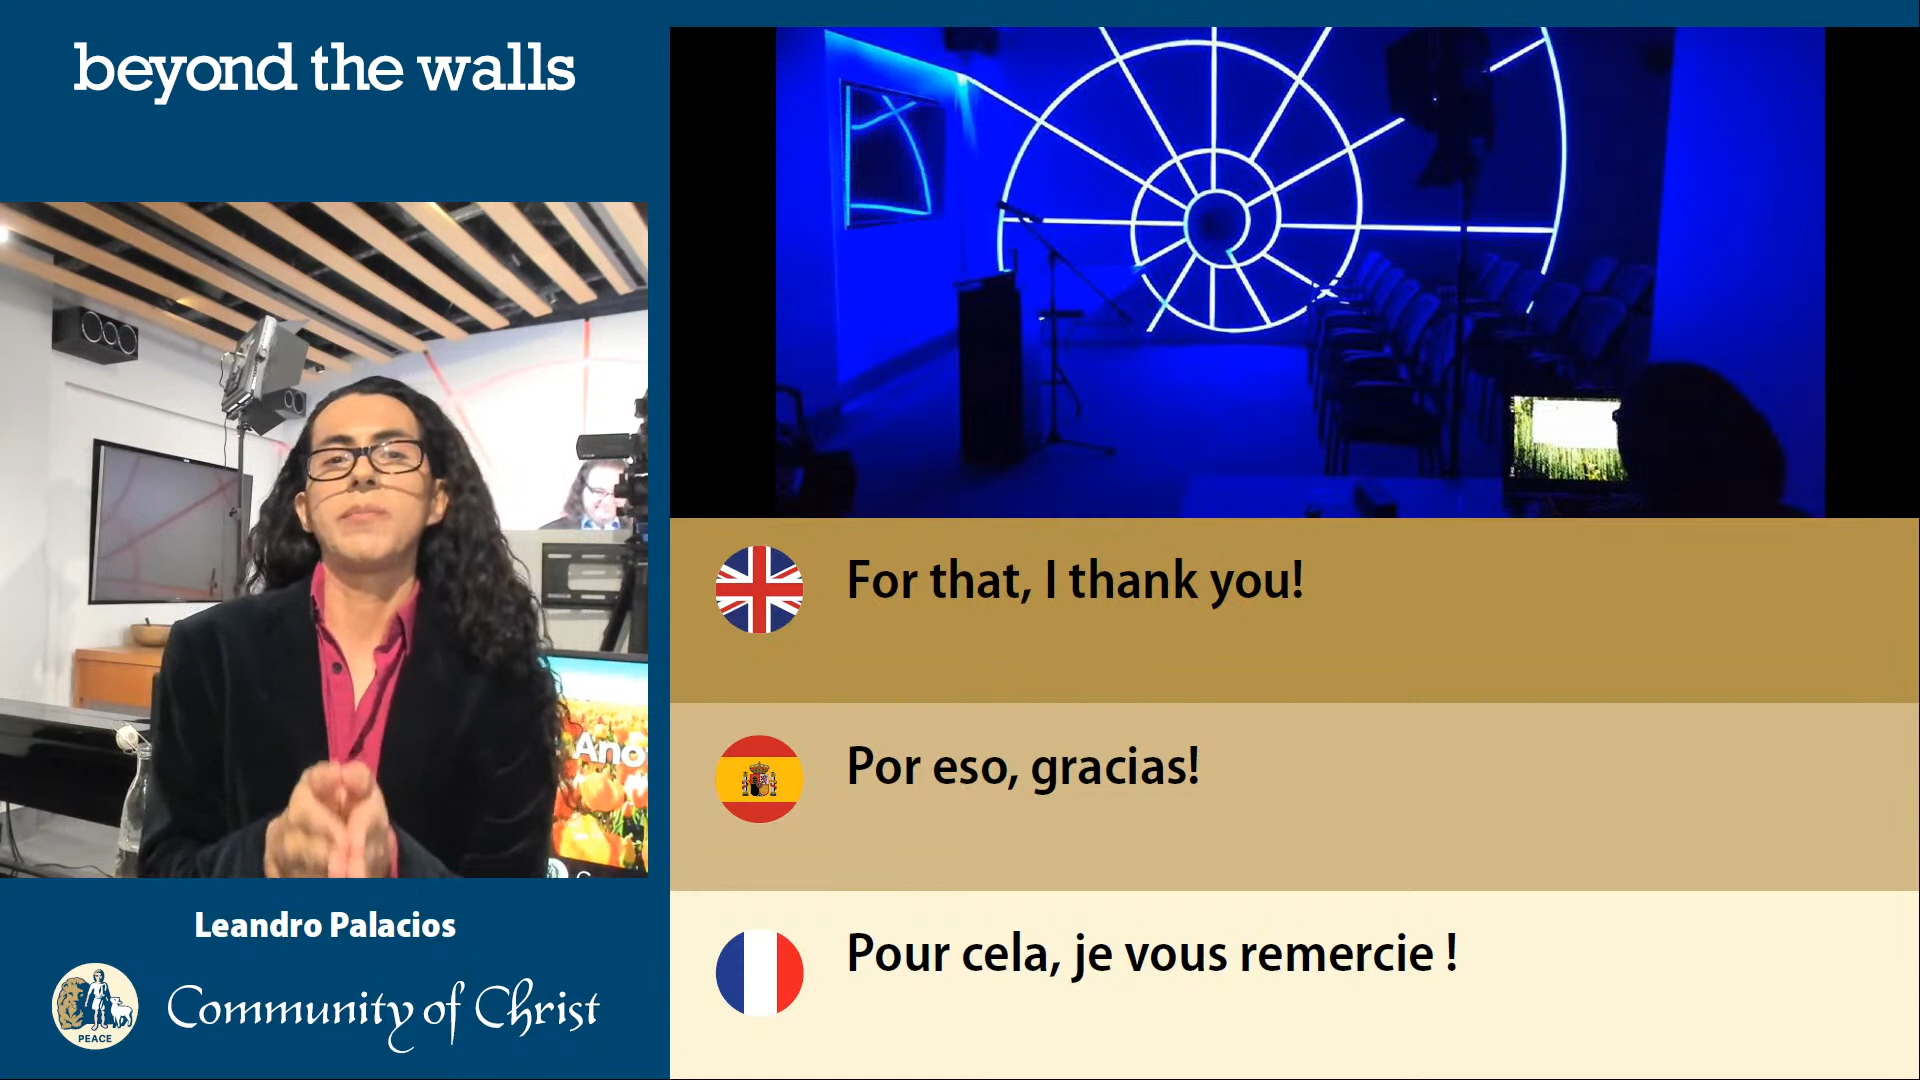 beyond the walls
For that, I thank you!
Por eso, gracias!
Pour cela, je vous remercie !
Ano
Leandro Palacios
PEACE
Community of Christ